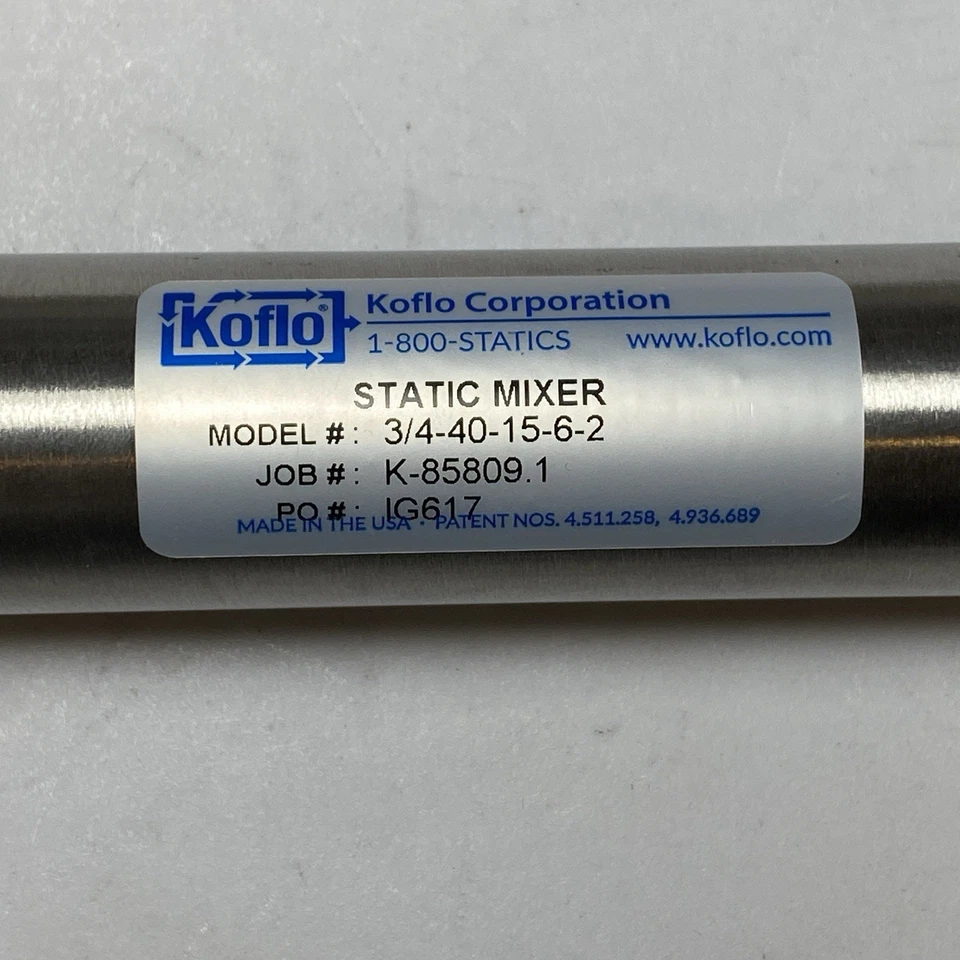 Koflo®
Koflo Corporation
1-800-STATICS www.koflo.com
STATIC MIXER
MODEL #: 3/4-40-15-6-2
JOB #: K-85809.1
PO #: IG617
MADE IN THE USA · PATENT NOS. 4.511.258, 4.936.689